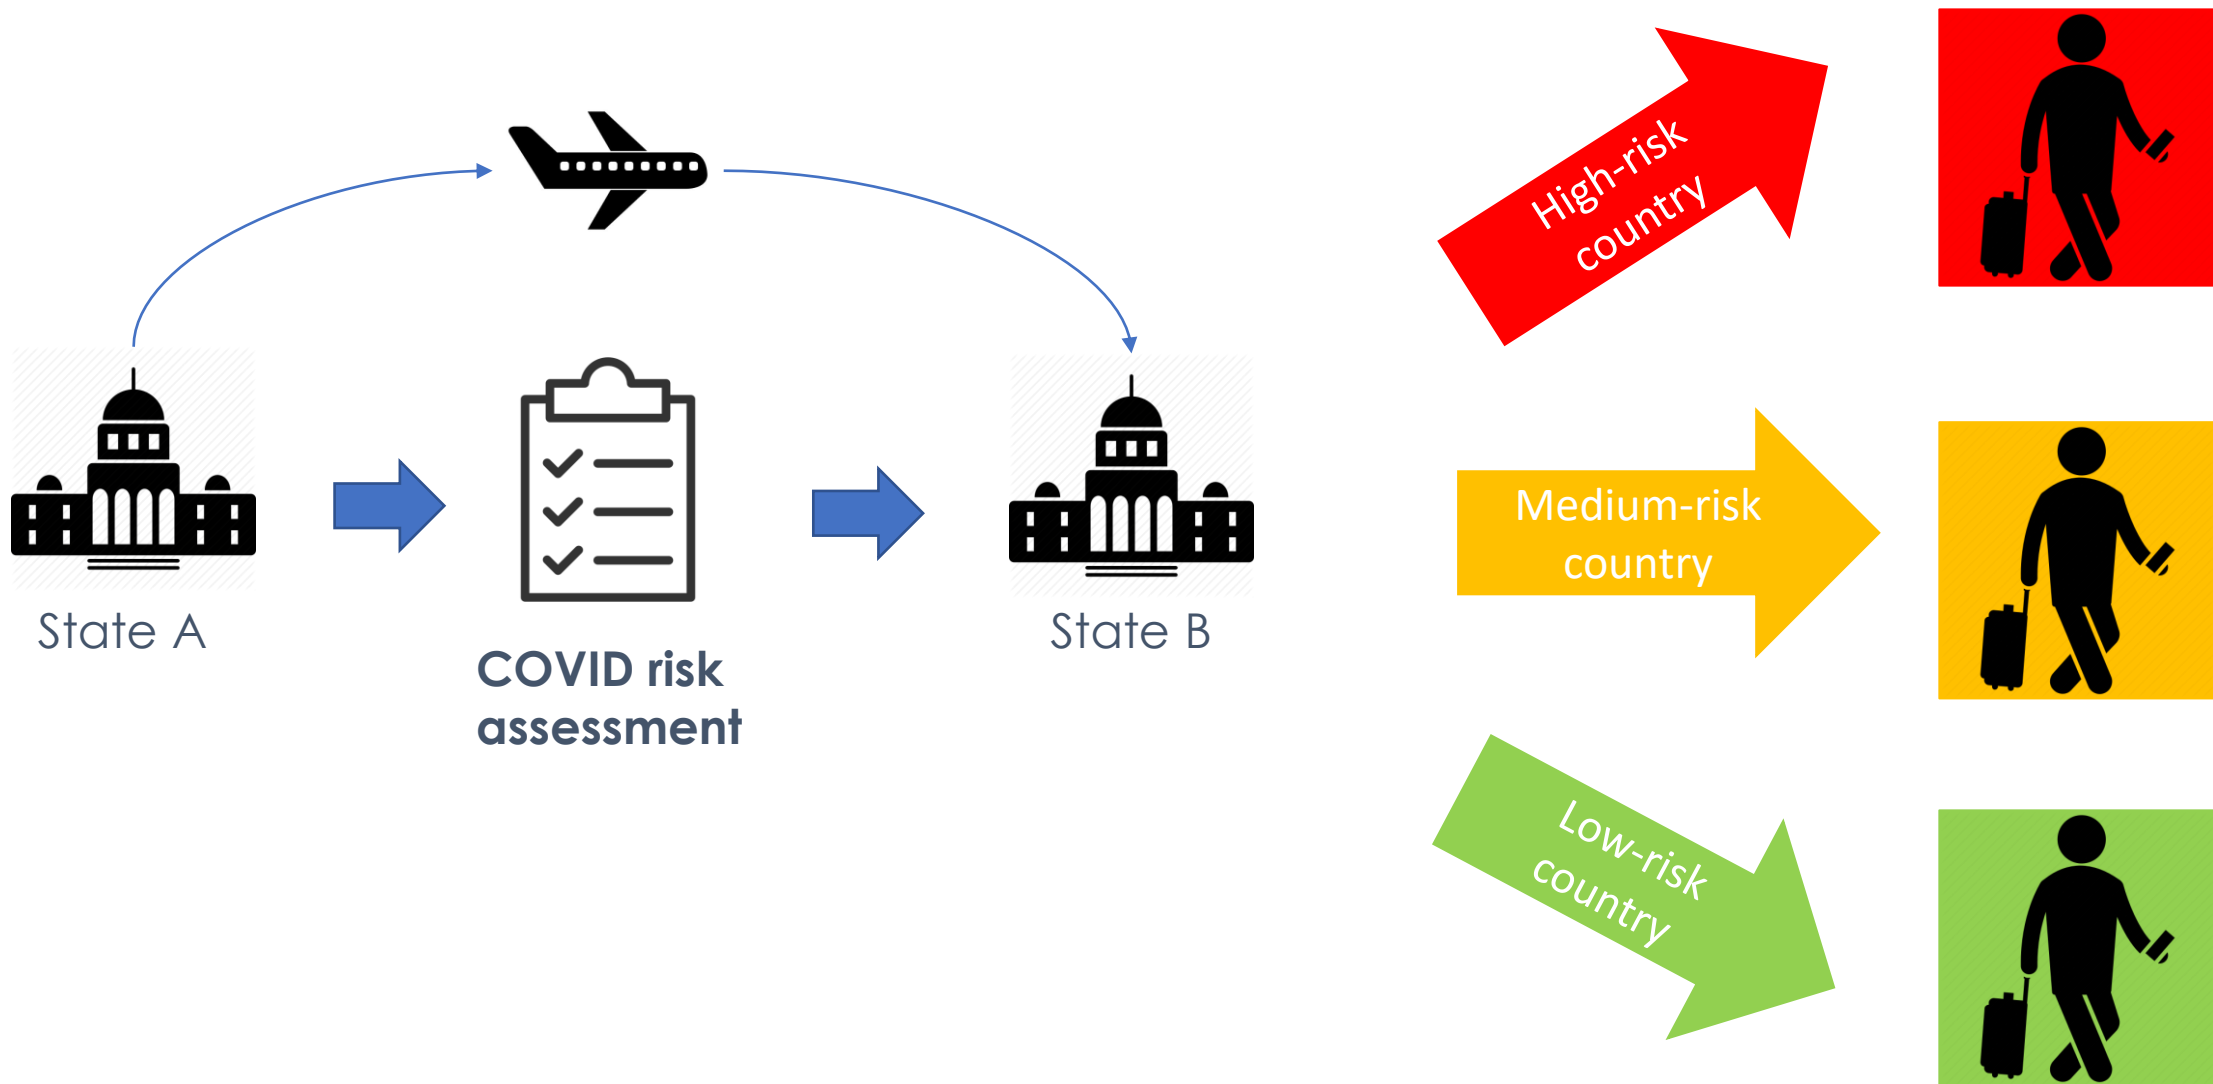 State A
COVID risk
assessment
State B
High-risk
country
Medium-risk
country
Low-risk
country